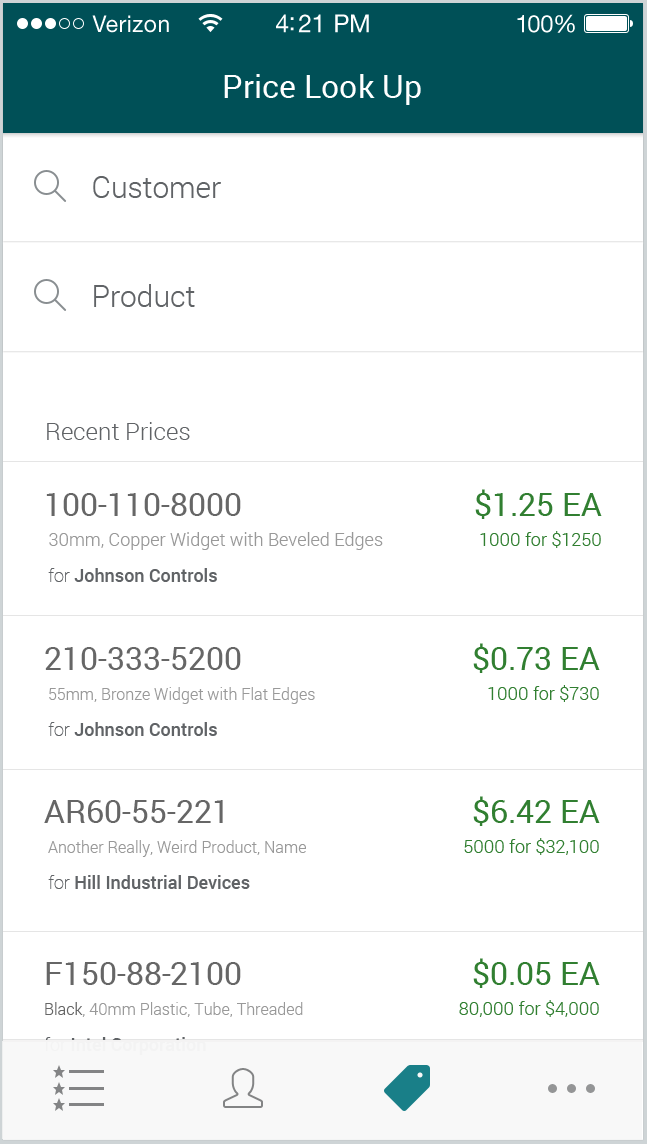 Verizon 4:21 PM 100%
Price Look Up
Customer
Product
Recent Prices
100-110-8000 $1.25 EA
30mm, Copper Widget with Beveled Edges 1000 for $1250
for Johnson Controls
210-333-5200 $0.73 EA
55mm, Bronze Widget with Flat Edges 1000 for $730
for Johnson Controls
AR60-55-221 $6.42 EA
Another Really, Weird Product, Name 5000 for $32,100
for Hill Industrial Devices
F150-88-2100 $0.05 EA
Black, 40mm Plastic, Tube, Threaded 80,000 for $4,000
for Intel Corporation